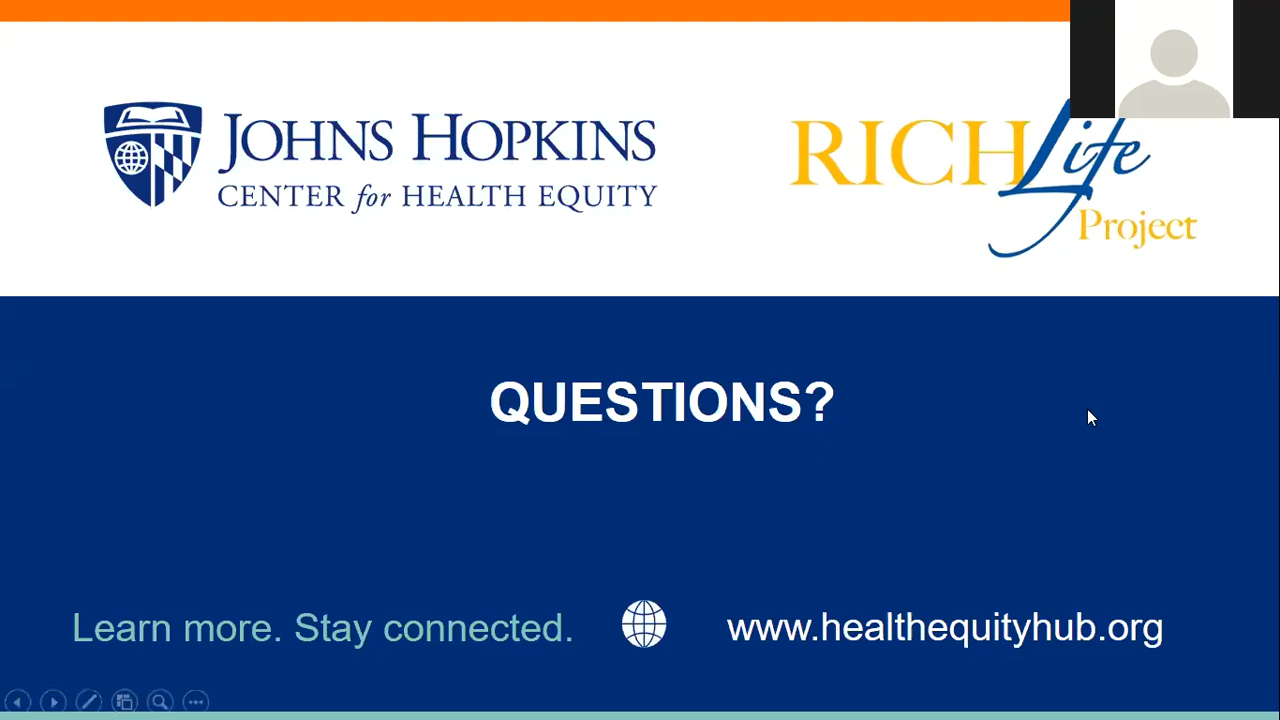 JOHNS HOPKINS
CENTER for HEALTH EQUITY
RICH Life
Project
QUESTIONS?
Learn more. Stay connected.
www.healthequityhub.org